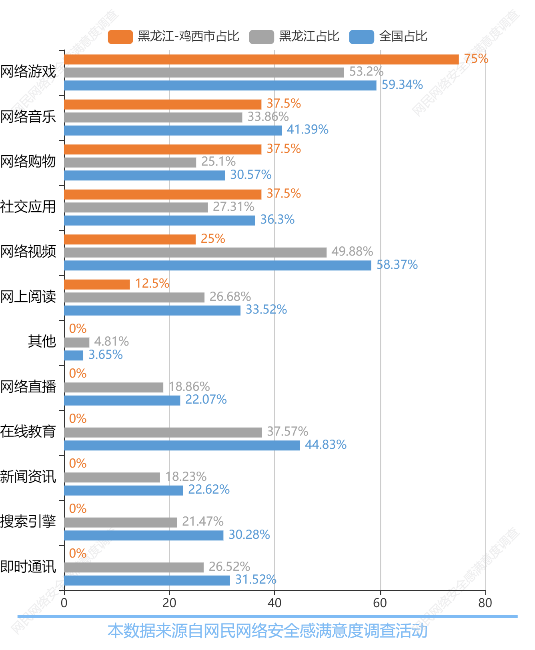 黑龙江-鸡西市占比 黑龙江占比 全国占比
网络游戏 75% 53.2% 59.34%
网络音乐 37.5% 33.86% 41.39%
网络购物 37.5% 25.1% 30.57%
社交应用 37.5% 27.31% 36.3%
网络视频 25% 49.88% 58.37%
网上阅读 12.5% 26.68% 33.52%
其他 0% 4.81% 3.65%
网络直播 0% 18.86% 22.07%
在线教育 0% 37.57% 44.83%
新闻资讯 0% 18.23% 22.62%
搜索引擎 0% 21.47% 30.28%
即时通讯 0% 26.52% 31.52%
0 20 40 60 80
本数据来源自网民网络安全感满意度调查活动